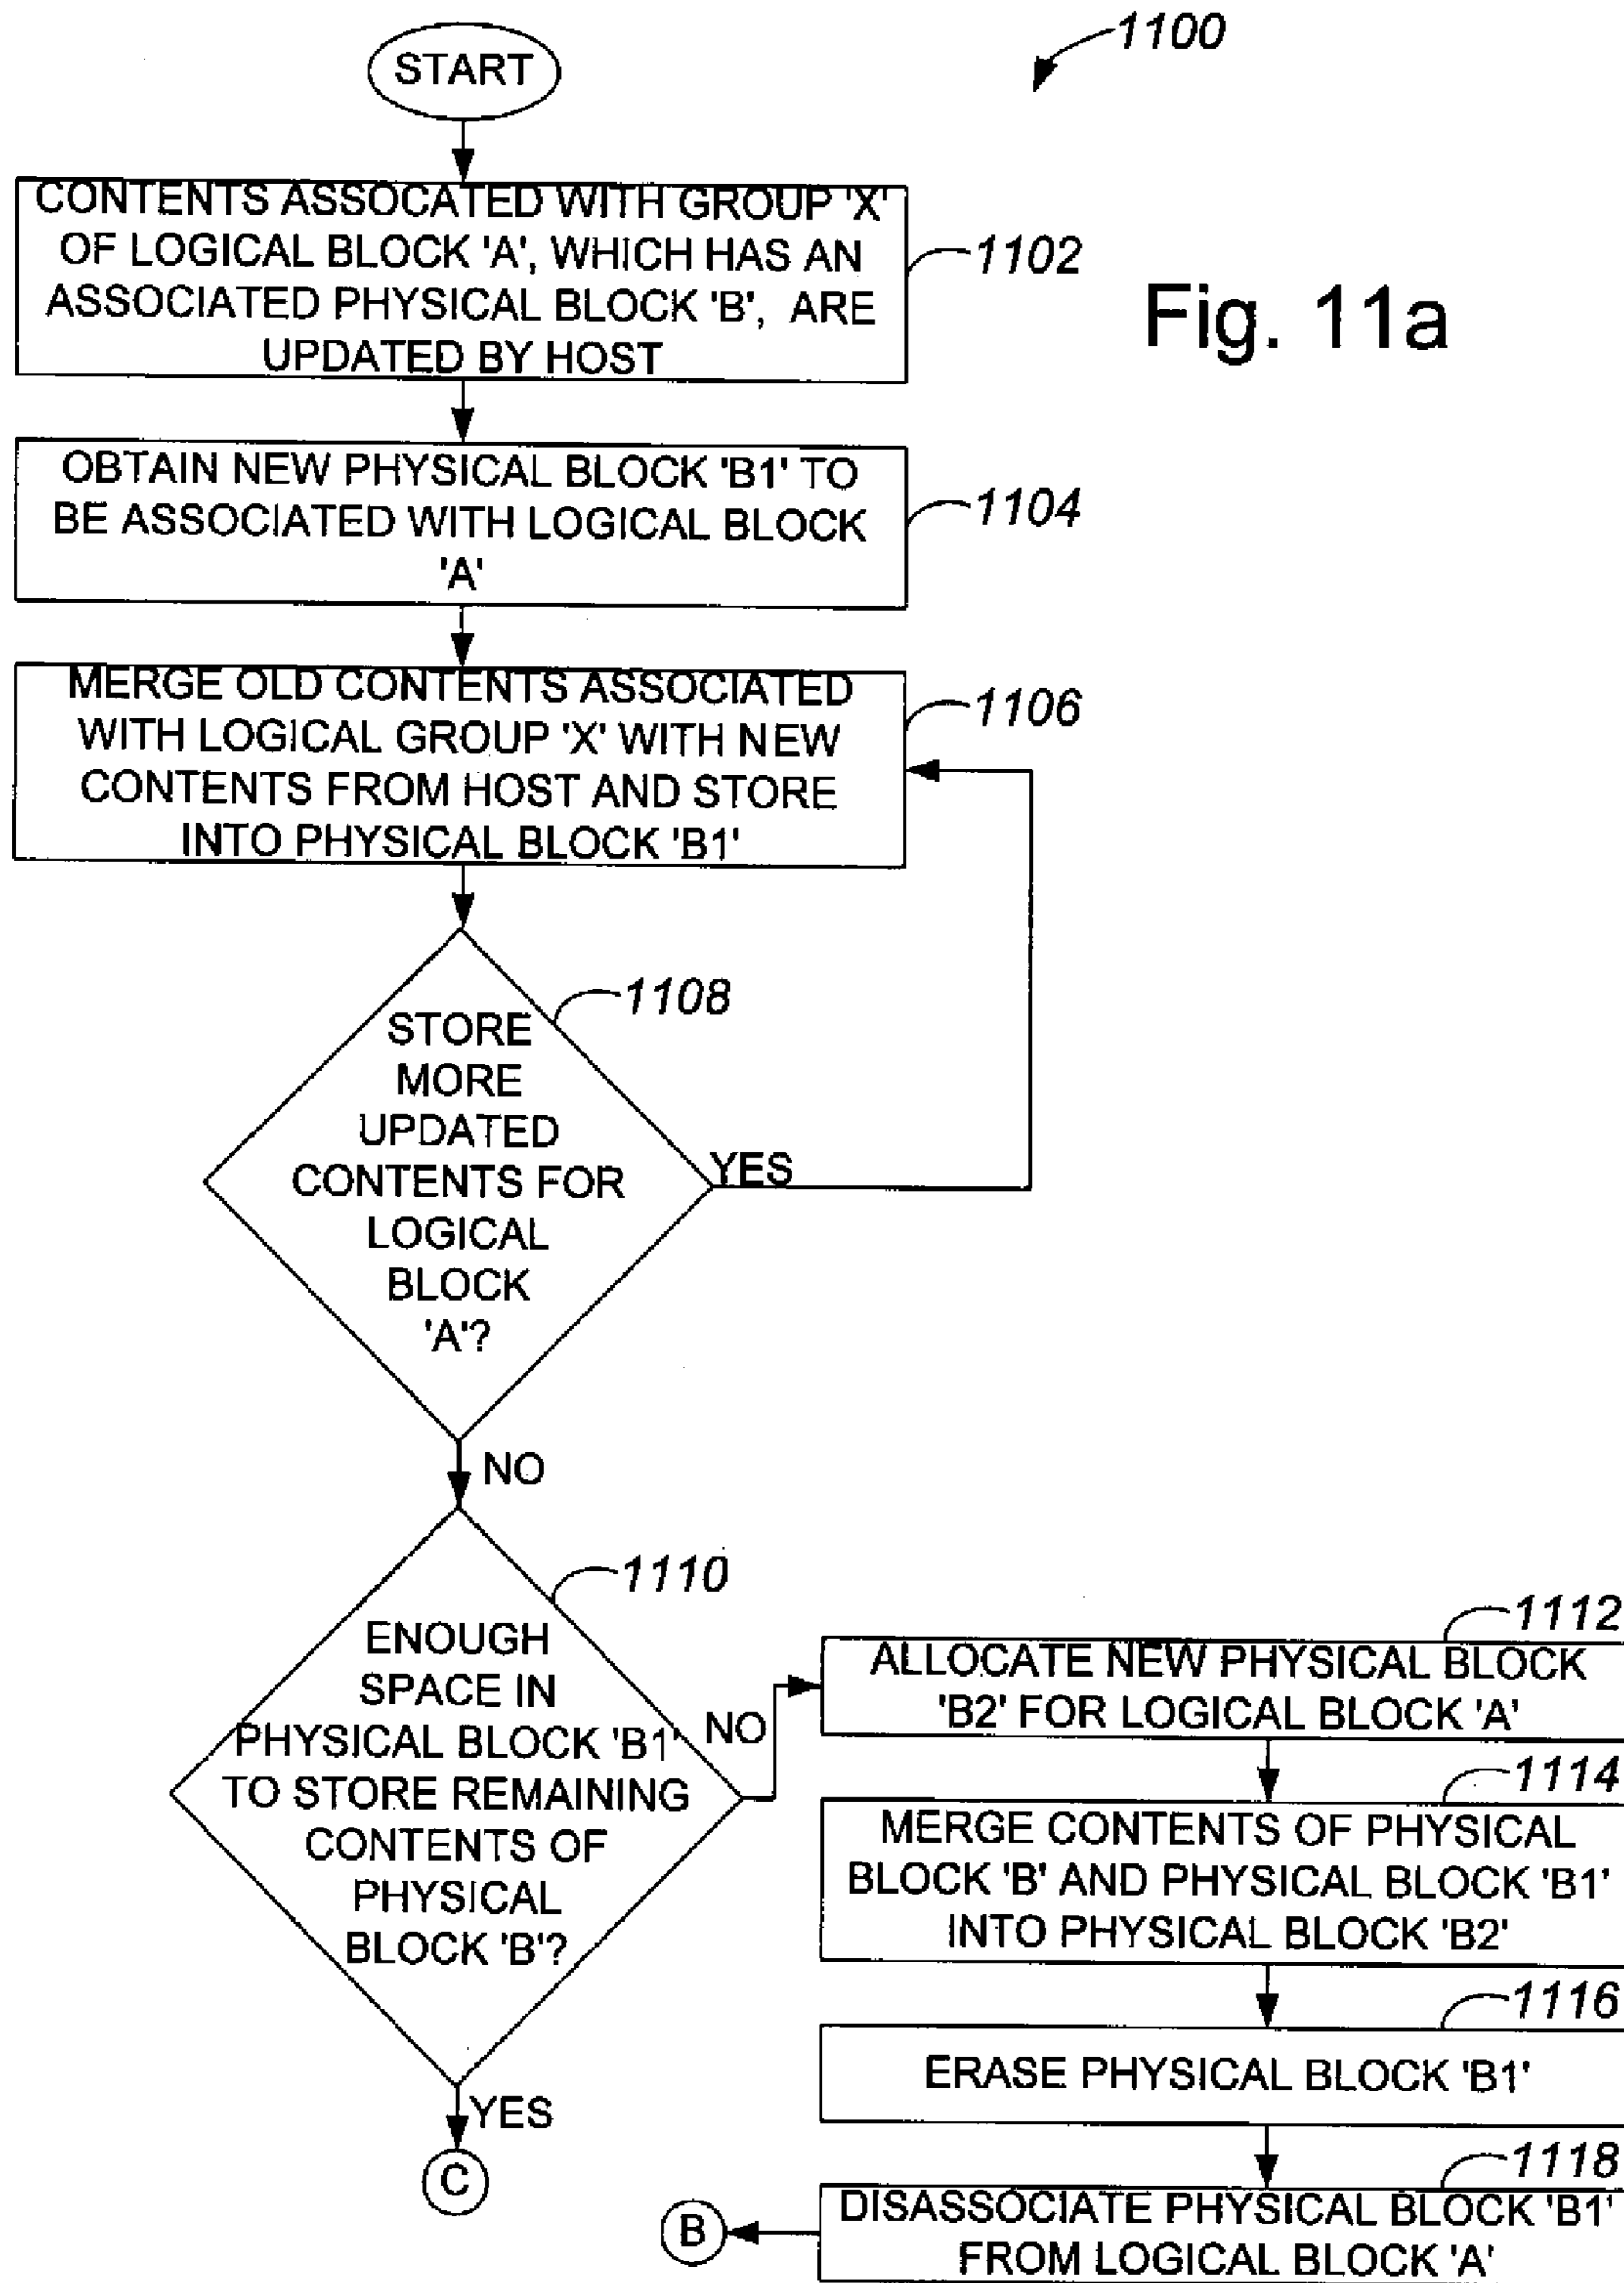 START
1100
CONTENTS ASSOCATED WITH GROUP 'X'
OF LOGICAL BLOCK 'A', WHICH HAS AN
ASSOCIATED PHYSICAL BLOCK 'B', ARE
UPDATED BY HOST
1102
Fig. 11a
OBTAIN NEW PHYSICAL BLOCK 'B1' TO
BE ASSOCIATED WITH LOGICAL BLOCK
'A'
1104
MERGE OLD CONTENTS ASSOCIATED
WITH LOGICAL GROUP 'X' WITH NEW
CONTENTS FROM HOST AND STORE
INTO PHYSICAL BLOCK 'B1'
1106
STORE
MORE
UPDATED
CONTENTS FOR
LOGICAL
BLOCK
'A'?
1108
YES
NO
ENOUGH
SPACE IN
PHYSICAL BLOCK 'B1'
TO STORE REMAINING
CONTENTS OF
PHYSICAL
BLOCK 'B'?
1110
NO
YES
C
ALLOCATE NEW PHYSICAL BLOCK
'B2' FOR LOGICAL BLOCK 'A'
1112
MERGE CONTENTS OF PHYSICAL
BLOCK 'B' AND PHYSICAL BLOCK 'B1'
INTO PHYSICAL BLOCK 'B2'
1114
ERASE PHYSICAL BLOCK 'B1'
1116
DISASSOCIATE PHYSICAL BLOCK 'B1'
FROM LOGICAL BLOCK 'A'
1118
B